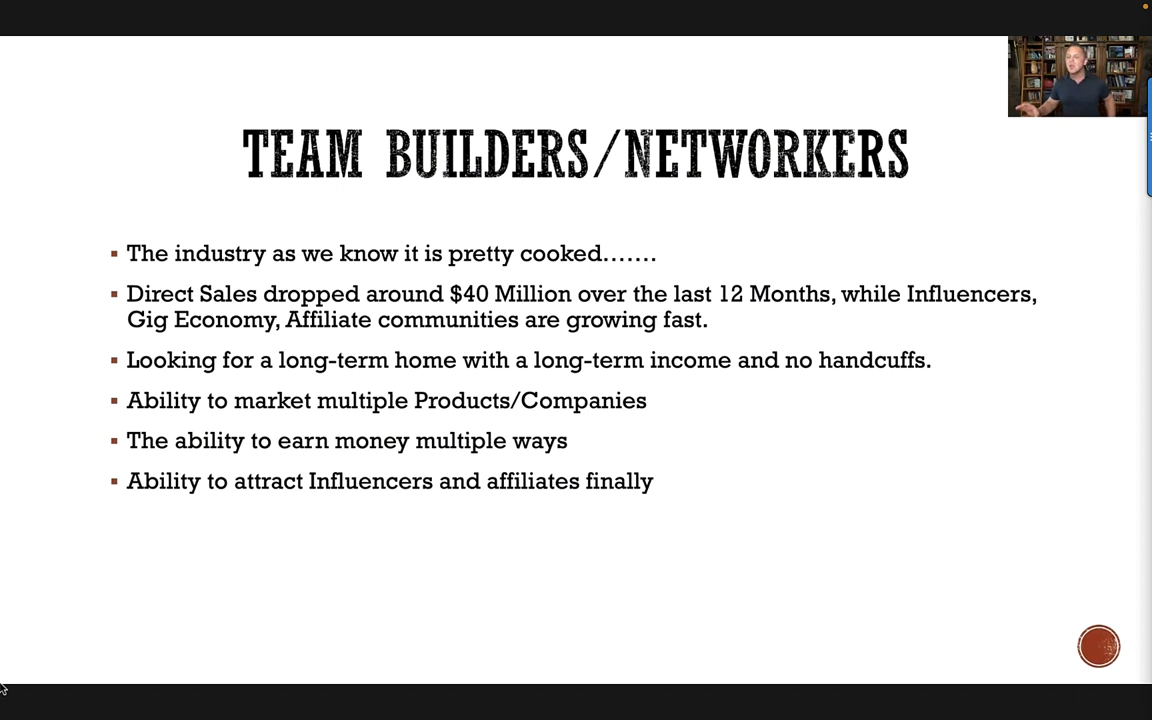 TEAM BUILDERS/NETWORKERS
▪ The industry as we know it is pretty cooked.......
▪ Direct Sales dropped around $40 Million over the last 12 Months, while Influencers,
Gig Economy, Affiliate communities are growing fast.
▪ Looking for a long-term home with a long-term income and no handcuffs.
▪ Ability to market multiple Products/Companies
▪ The ability to earn money multiple ways
▪ Ability to attract Influencers and affiliates finally